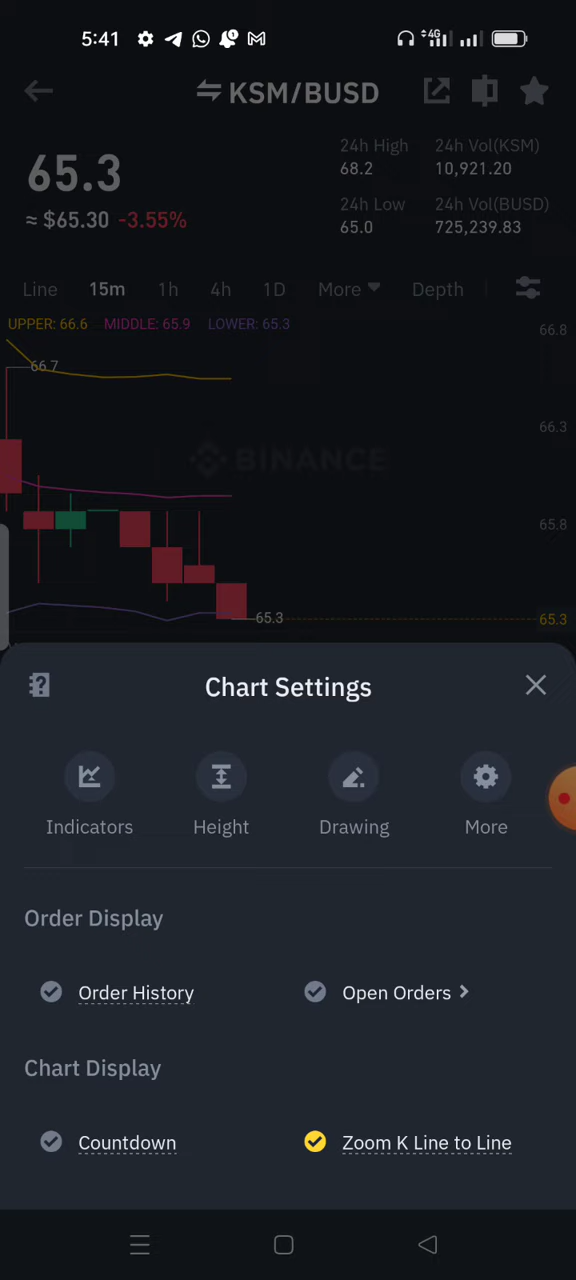 5:41
4G
KSM/BUSD
65.3
≈ $65.30 -3.55%
24h High
68.2
24h Vol(KSM)
10,921.20
24h Low
65.0
24h Vol(BUSD)
725,239.83
Line 15m 1h 4h 1D More Depth
UPPER: 66.6 MIDDLE: 65.9 LOWER: 65.3
66.8
66.7
66.3
BINANCE
65.8
65.3
65.3
Chart Settings
Indicators Height Drawing More
Order Display
Order History Open Orders
Chart Display
Countdown Zoom K Line to Line